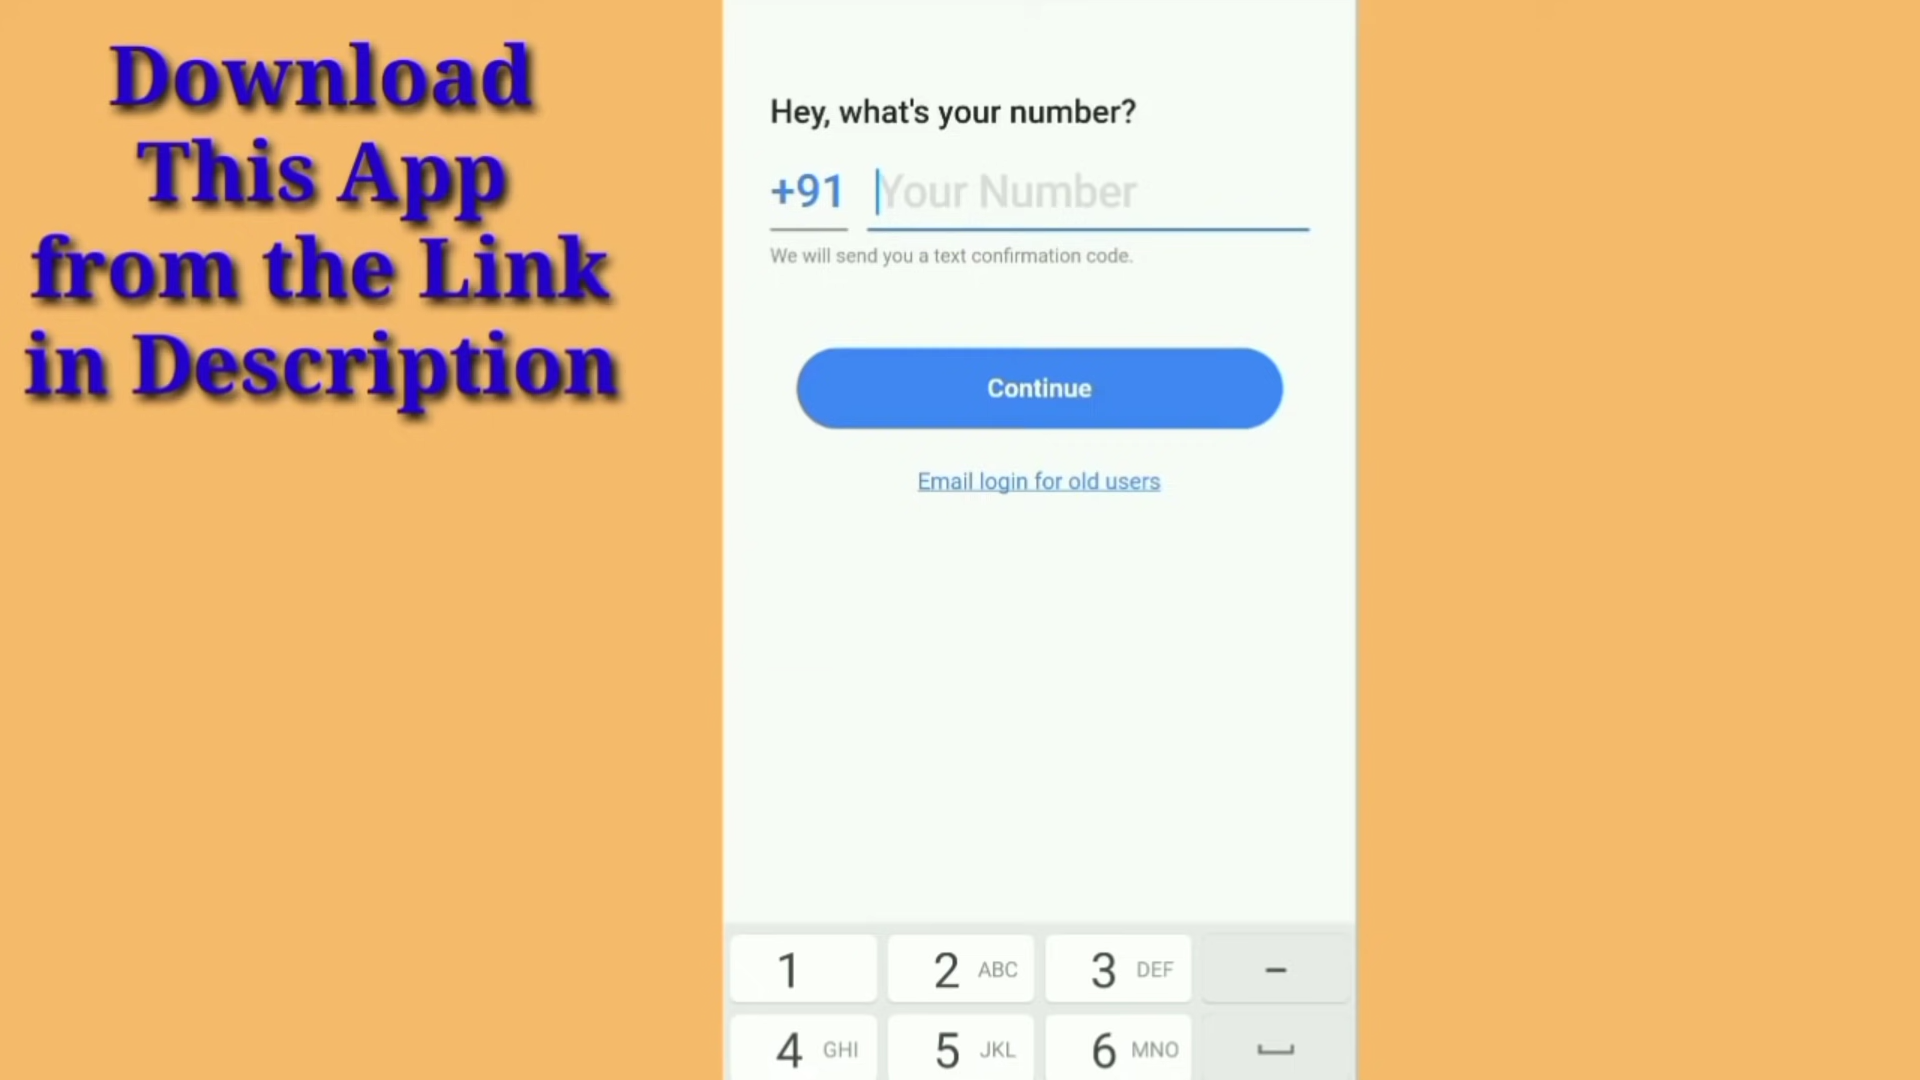 Download
This App
from the Link
in Description
Hey, what's your number?
+91 Your Number
We will send you a text confirmation code.
Continue
Email login for old users
1 2 ABC 3 DEF -
4 GHI 5 JKL 6 MNO